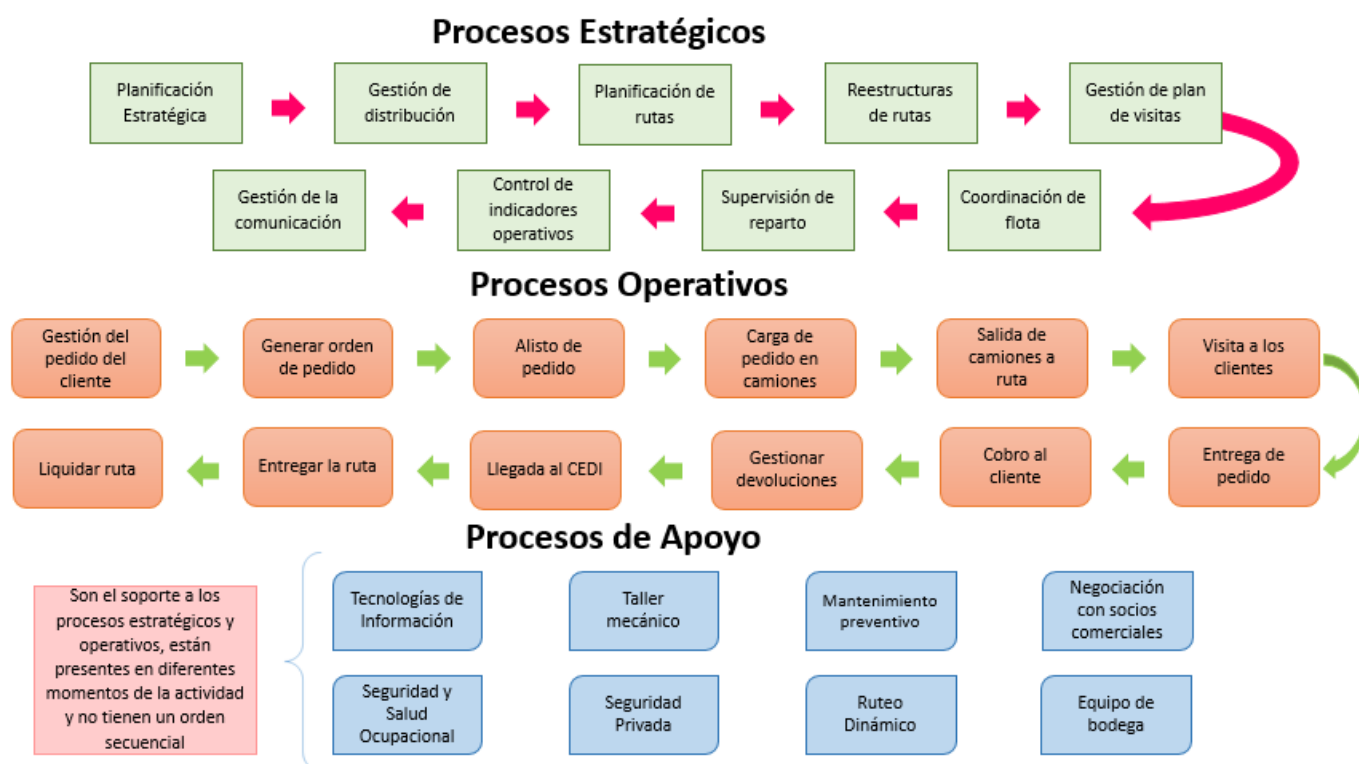 Procesos Estratégicos
Planificación
Estratégica
Gestión de
distribución
Planificación de
rutas
Reestructuras
de rutas
Gestión de plan
de visitas
Coordinación de
flota
Supervisión de
reparto
Control de
indicadores
operativos
Gestión de la
comunicación
Procesos Operativos
Gestión del
pedido del
cliente
Generar orden
de pedido
Alisto de
pedido
Carga de
pedido en
camiones
Salida de
camiones a
ruta
Visita a los
clientes
Entrega de
pedido
Cobro al
cliente
Gestionar
devoluciones
Llegada al CEDI
Entregar la ruta
Liquidar ruta
Procesos de Apoyo
Son el soporte a los
procesos estratégicos y
operativos, están
presentes en diferentes
momentos de la actividad
y no tienen un orden
secuencial
Tecnologías de
Información
Taller
mecánico
Mantenimiento
preventivo
Negociación
con socios
comerciales
Seguridad y
Salud
Ocupacional
Seguridad
Privada
Ruteo
Dinámico
Equipo de
bodega